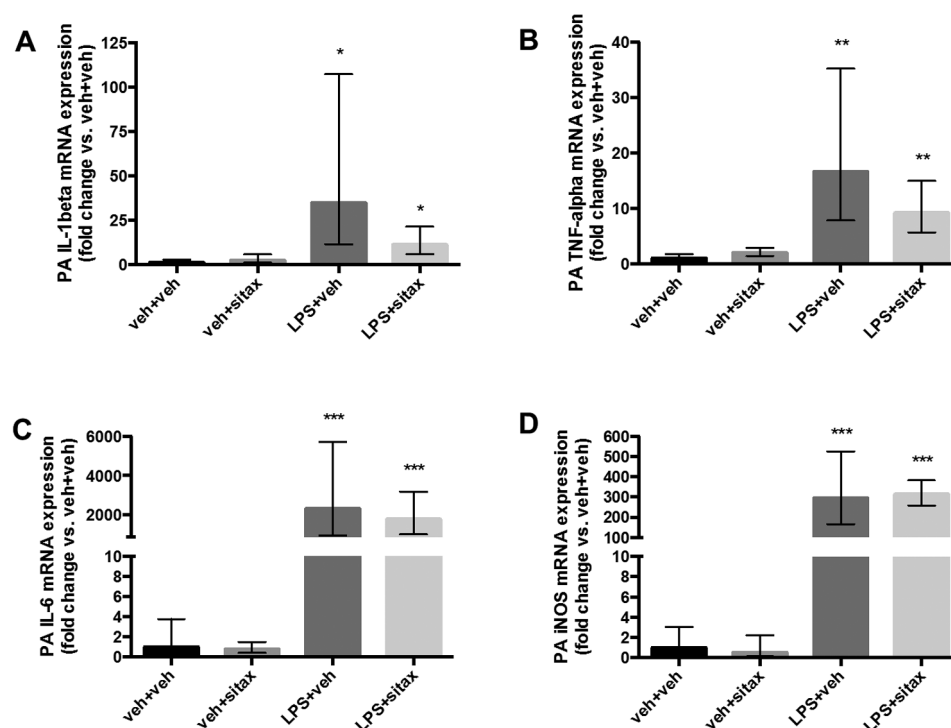 A
PA IL-1beta mRNA expression
(fold change vs. veh+veh)
125
100
75
50
25
0
*
*
veh+veh
veh+sitax
LPS+veh
LPS+sitax
B
PA TNF-alpha mRNA expression
(fold change vs. veh+veh)
40
30
20
10
0
**
**
veh+veh
veh+sitax
LPS+veh
LPS+sitax
C
PA IL-6 mRNA expression
(fold change vs. veh+veh)
6000
4000
2000
10
8
6
4
2
0
***
***
veh+veh
veh+sitax
LPS+veh
LPS+sitax
D
PA iNOS mRNA expression
(fold change vs. veh+veh)
600
500
400
300
200
100
10
8
6
4
2
0
***
***
veh+veh
veh+sitax
LPS+veh
LPS+sitax